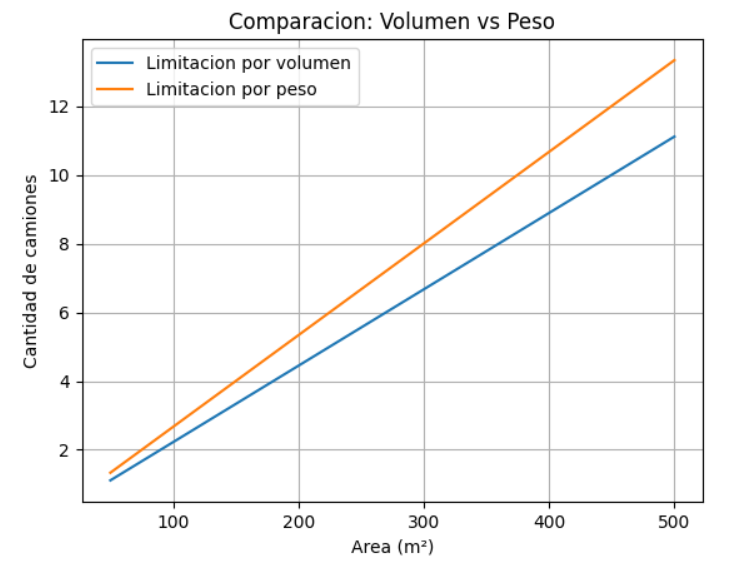 Comparacion: Volumen vs Peso
Limitacion por volumen
Limitacion por peso
12
10
8
6
4
2
Cantidad de camiones
100 200 300 400 500
Area (m²)